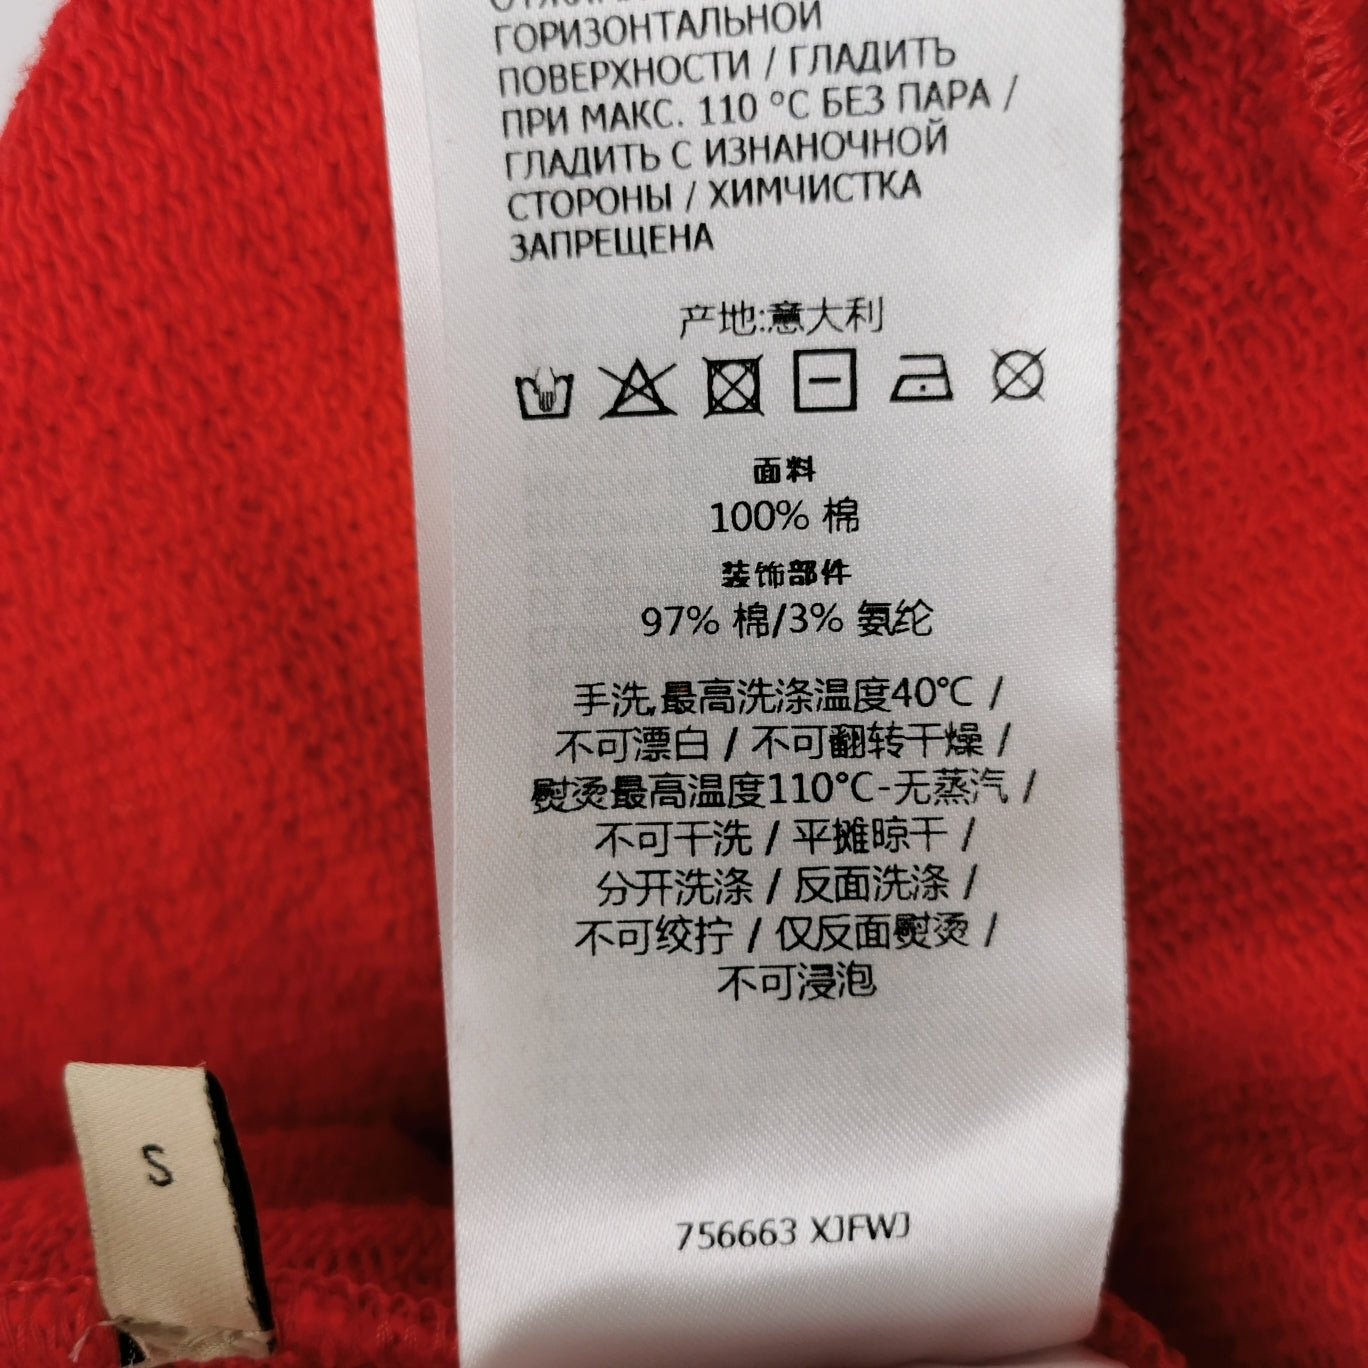 ГОРИЗОНТАЛЬНОЙ
ПОВЕРХНОСТИ / ГЛАДИТЬ
ПРИ МАКС. 110 °C БЕЗ ПАРА /
ГЛАДИТЬ С ИЗНАНОЧНОЙ
СТОРОНЫ / ХИМЧИСТКА
ЗАПРЕЩЕНА
产地:意大利
面料
100% 棉
装饰部件
97% 棉/3% 氨纶
手洗,最高洗涤温度40°C /
不可漂白 / 不可翻转干燥 /
熨烫最高温度110°C-无蒸汽 /
不可干洗 / 平摊晾干 /
分开洗涤 / 反面洗涤 /
不可绞拧 / 仅反面熨烫 /
不可浸泡
S
756663 XJFWJ